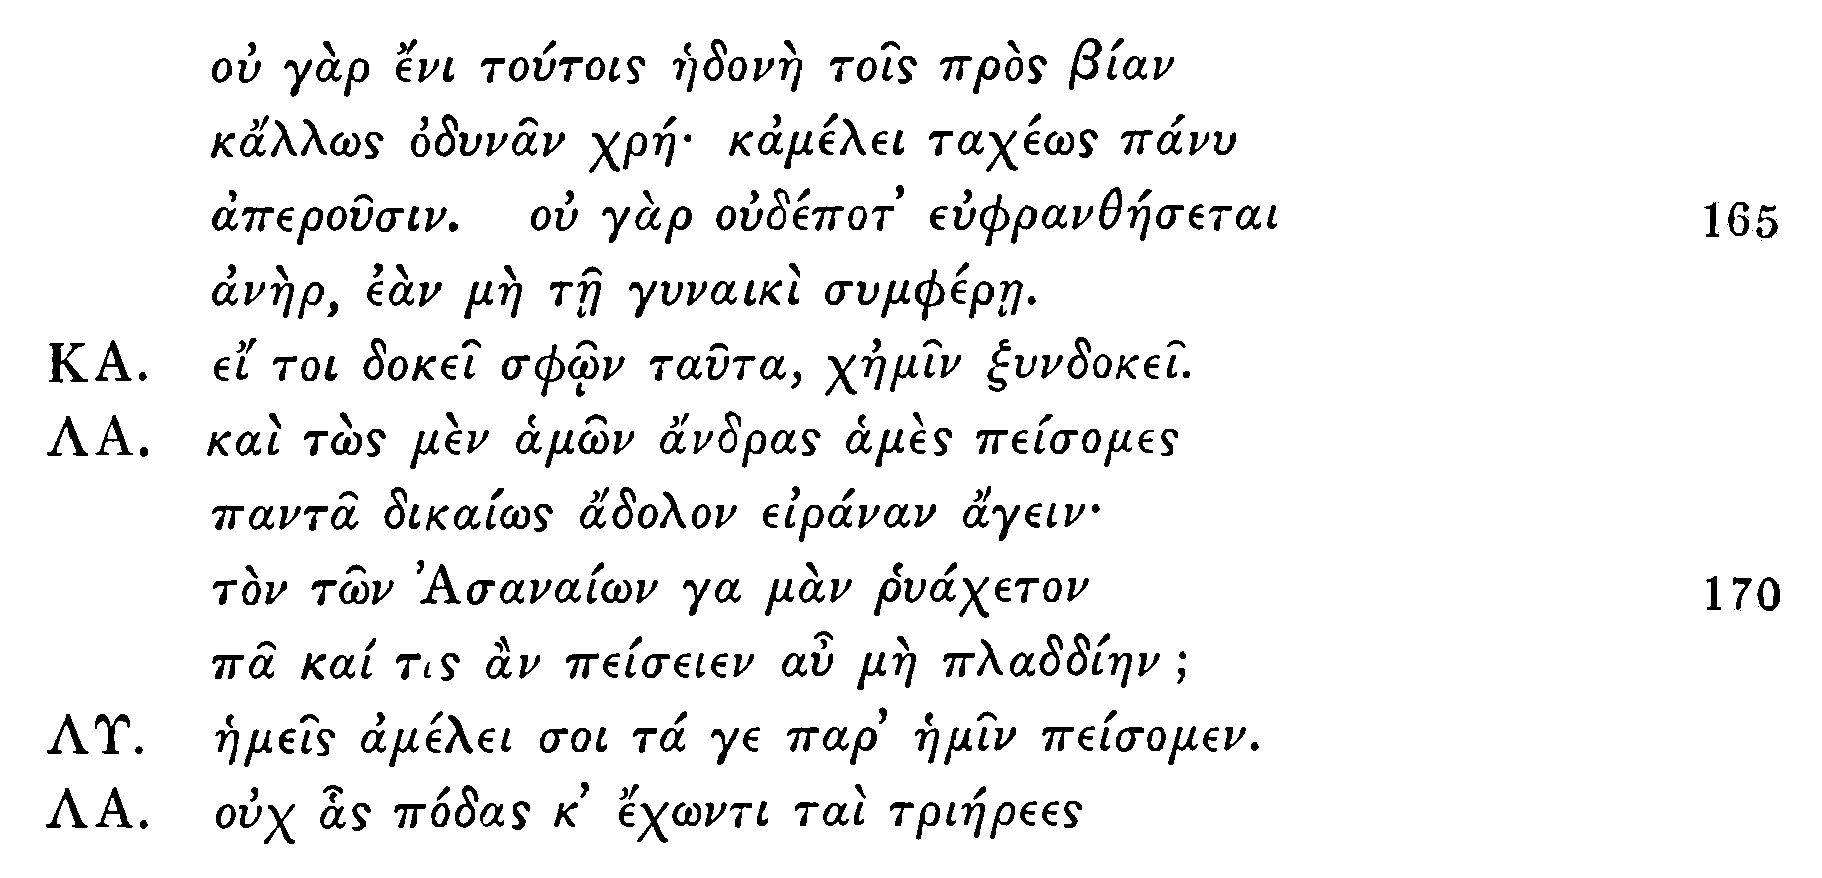 οὐ γὰρ ἔνι τούτοις ἡδονὴ τοῖς πρὸς βίαν
κἄλλως ὀδυνᾶν χρή· κἀμέλει ταχέως πάνυ
ἀπεροῦσιν. οὐ γὰρ οὐδέποτ’ εὐφρανθήσεται 165
ἀνὴρ, ἐὰν μὴ τῇ γυναικὶ συμφέρῃ.
ΚΑ. εἴ τοι δοκεῖ σφῷν ταῦτα, χἠμῖν ξυνδοκεῖ.
ΛΑ. καὶ τὼς μὲν ἁμῶν ἄνδρας ἁμὲς πείσομες
παντᾶ δικαίως ἄδολον εἰράναν ἄγειν·
τὸν τῶν Ἀσαναίων γα μὰν ῥυάχετον 170
πᾶ καί τις ἂν πείσειεν αὖ μὴ πλαδδίην ;
ΛΥ. ἡμεῖς ἀμέλει σοι τά γε παρ’ ἡμῖν πείσομεν.
ΛΑ. οὐχ ἇς πόδας κ’ ἔχωντι ταὶ τριήρεες